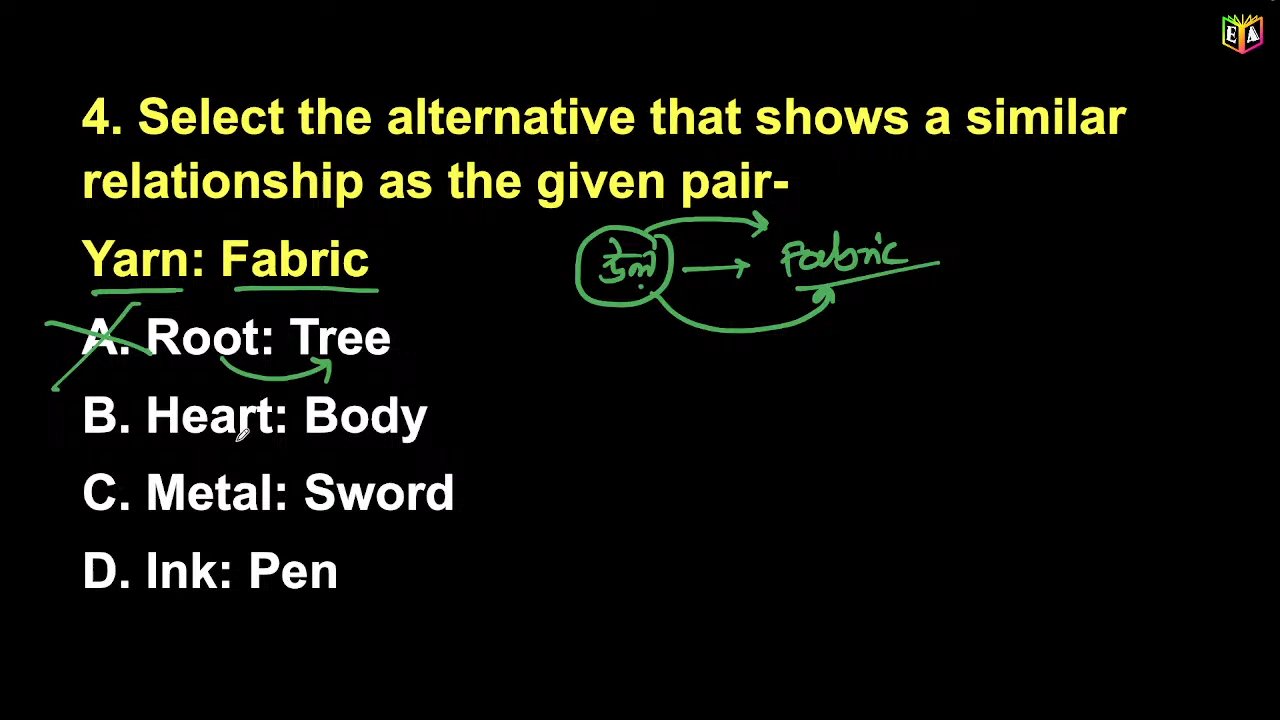 EA
4. Select the alternative that shows a similar
relationship as the given pair-
Yarn: Fabric
Fabric
A. Root: Tree
B. Heart: Body
C. Metal: Sword
D. Ink: Pen